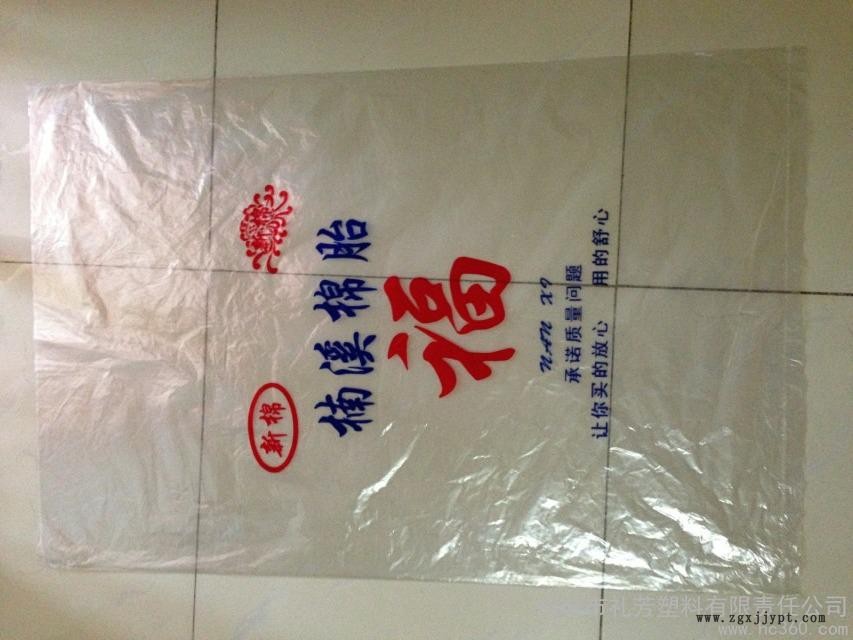 新棉
楠溪棉胎
福
NAN XI
承诺质量问题
让你买的放心 用的舒心
礼芳塑料有限责任公司
www.zgxjjypt.com
www.hc360.com